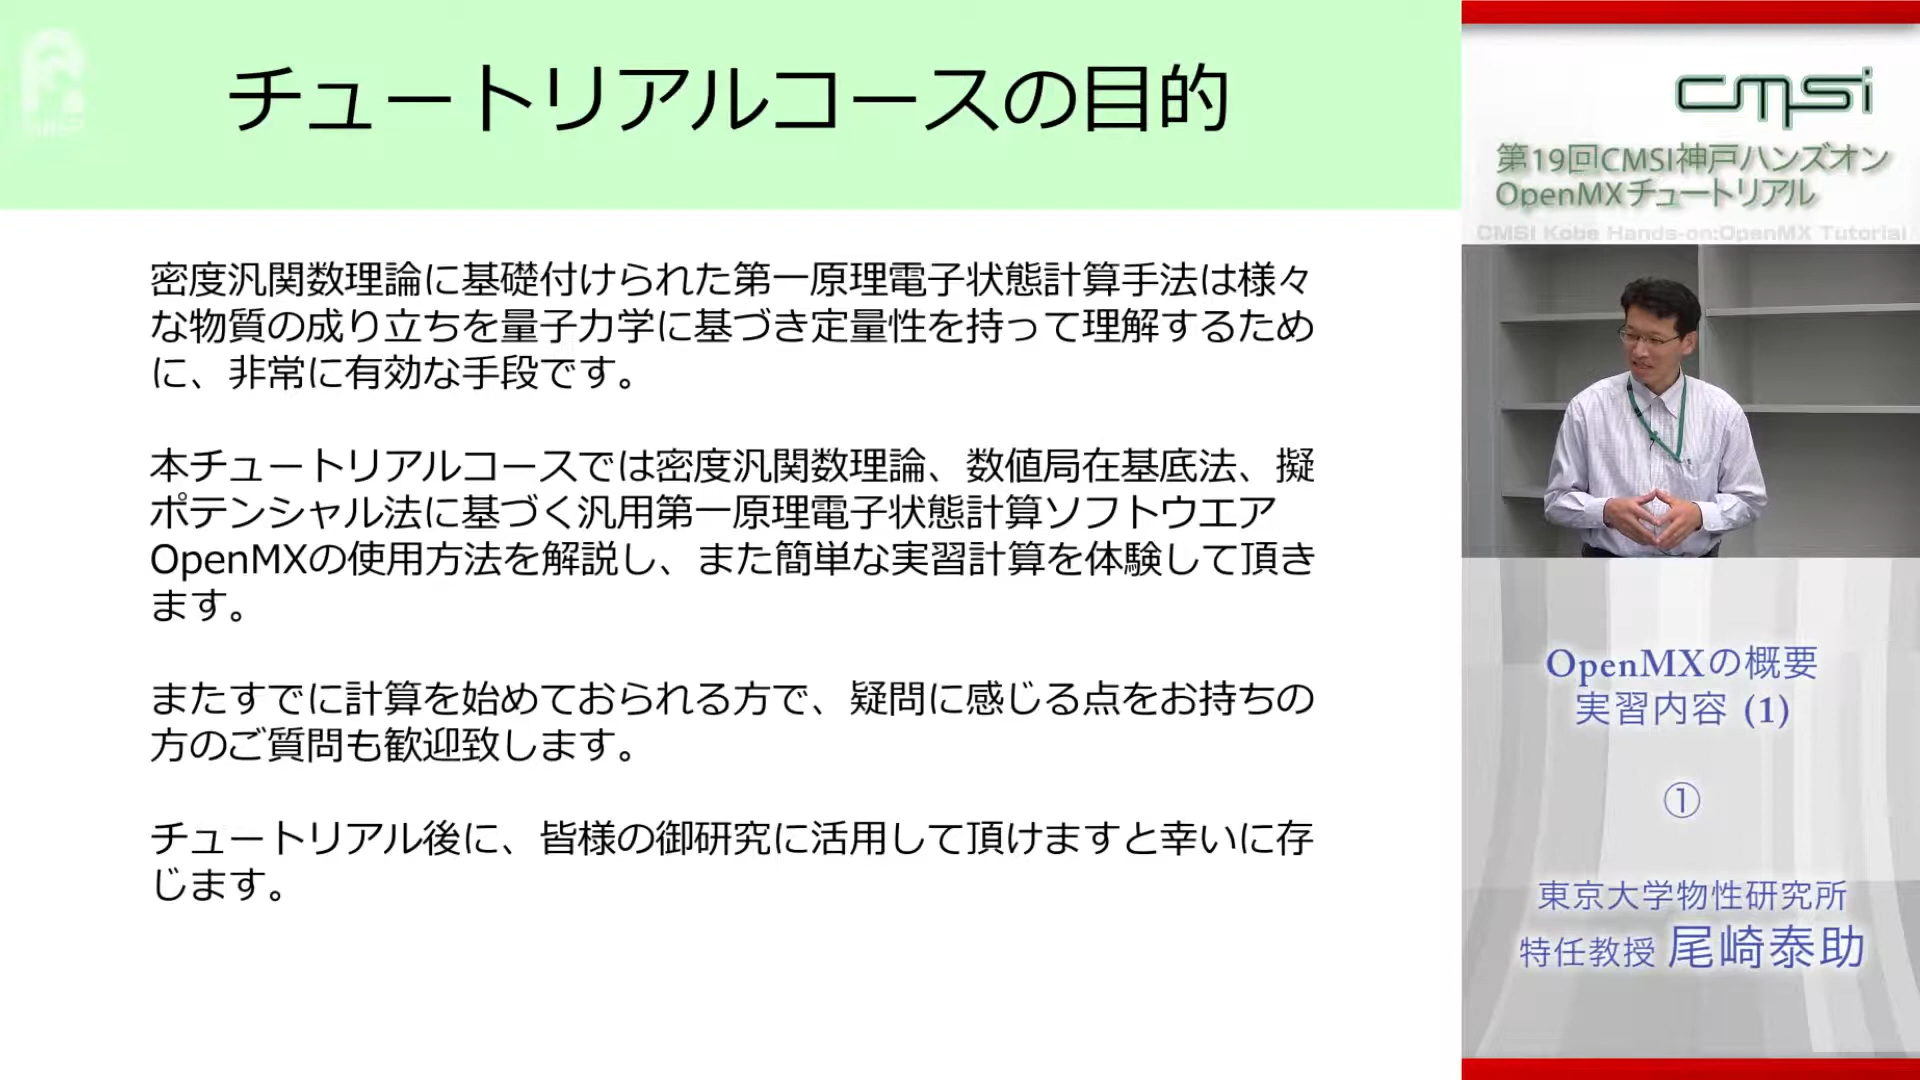 チュートリアルコースの目的
密度汎関数理論に基礎付けられた第一原理電子状態計算手法は様々
な物質の成り立ちを量子力学に基づき定量性を持って理解するため
に、非常に有効な手段です。
本チュートリアルコースでは密度汎関数理論、数値局在基底法、擬
ポテンシャル法に基づく汎用第一原理電子状態計算ソフトウエア
OpenMXの使用方法を解説し、また簡単な実習計算を体験して頂き
ます。
またすでに計算を始めておられる方で、疑問に感じる点をお持ちの
方のご質問も歓迎致します。
チュートリアル後に、皆様の御研究に活用して頂けますと幸いに存
じます。
cmsi
第19回CMSI神戸ハンズオン
OpenMXチュートリアル
CMSI Kobe Hands-on:OpenMX Tutorial
OpenMXの概要
実習内容 (1)
①
東京大学物性研究所
特任教授 尾崎泰助